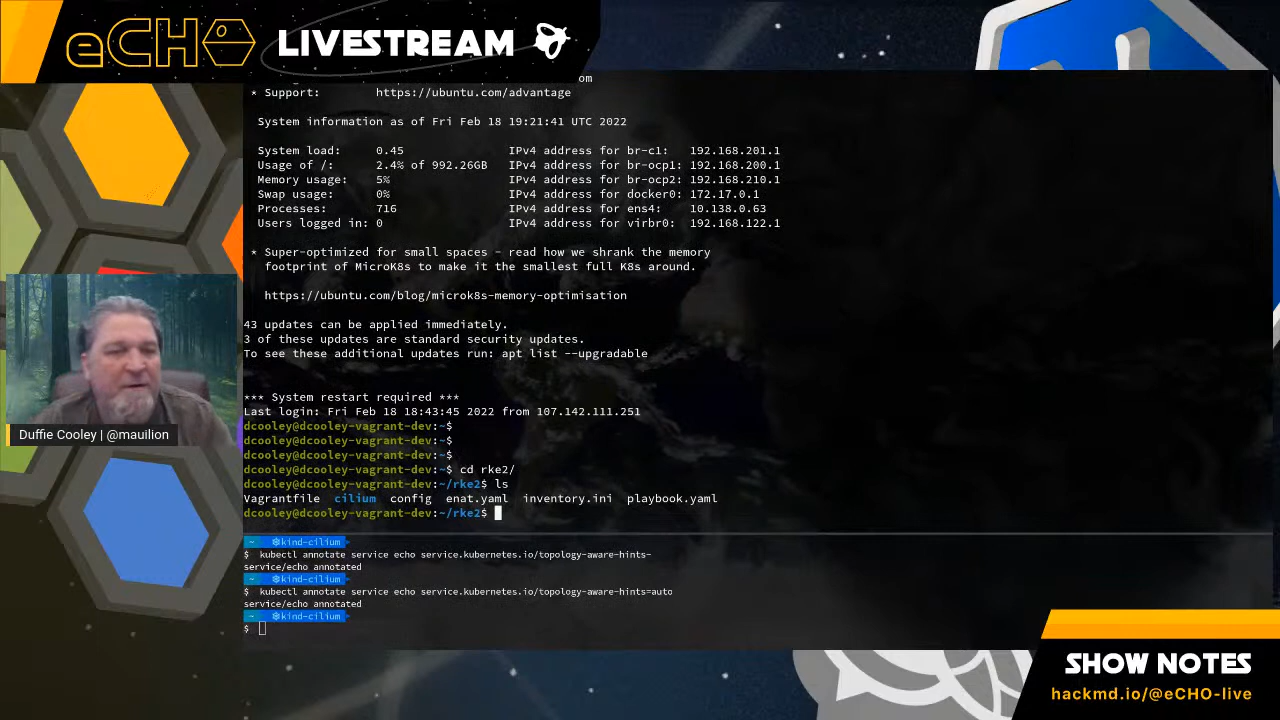 eCHO LIVESTREAM
om
* Support: https://ubuntu.com/advantage
System information as of Fri Feb 18 19:21:41 UTC 2022
System load: 0.45 IPv4 address for br-c1: 192.168.201.1
Usage of /: 2.4% of 992.26GB IPv4 address for br-ocp1: 192.168.200.1
Memory usage: 5% IPv4 address for br-ocp2: 192.168.210.1
Swap usage: 0% IPv4 address for docker0: 172.17.0.1
Processes: 716 IPv4 address for ens4: 10.138.0.63
Users logged in: 0 IPv4 address for virbr0: 192.168.122.1
* Super-optimized for small spaces - read how we shrank the memory
footprint of MicroK8s to make it the smallest full K8s around.
https://ubuntu.com/blog/microk8s-memory-optimisation
43 updates can be applied immediately.
3 of these updates are standard security updates.
To see these additional updates run: apt list --upgradable
*** System restart required ***
Last login: Fri Feb 18 18:43:45 2022 from 107.142.111.251
dcooley@dcooley-vagrant-dev:~$
dcooley@dcooley-vagrant-dev:~$
dcooley@dcooley-vagrant-dev:~$
dcooley@dcooley-vagrant-dev:~$ cd rke2/
dcooley@dcooley-vagrant-dev:~/rke2$ ls
Vagrantfile cilium config enat.yaml inventory.ini playbook.yaml
dcooley@dcooley-vagrant-dev:~/rke2$
~ ⎈kind-cilium
$ kubectl annotate service echo service.kubernetes.io/topology-aware-hints-
service/echo annotated
~ ⎈kind-cilium
$ kubectl annotate service echo service.kubernetes.io/topology-aware-hints=auto
service/echo annotated
~ ⎈kind-cilium
$
Duffie Cooley | @mauilion
SHOW NOTES
hackmd.io/@eCHO-live